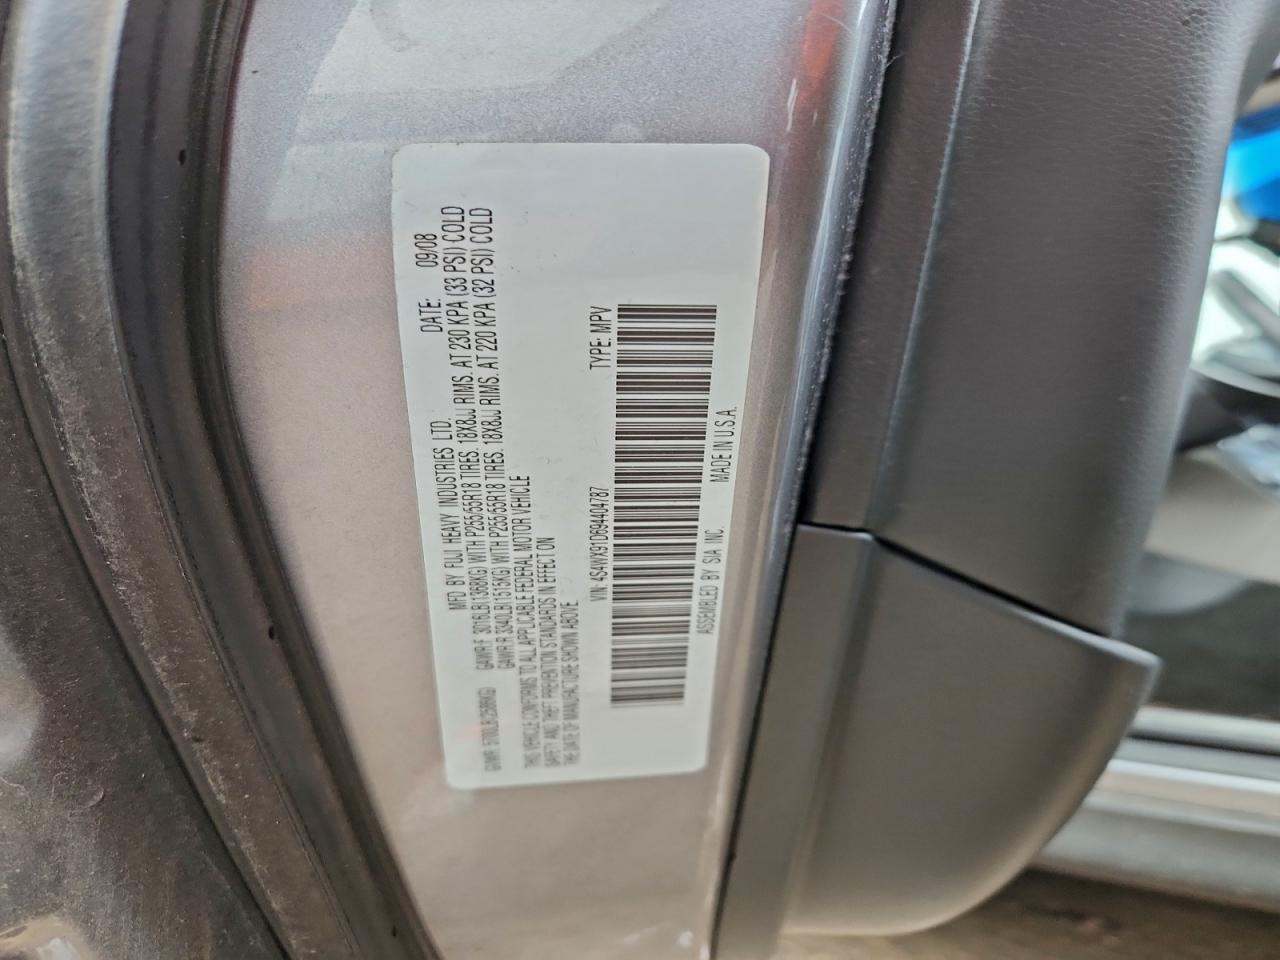 MFD BY FUJI HEAVY INDUSTRIES LTD. DATE: 09/08
GAWR-F 3016LB(1368KG) WITH P255/55R18 TIRES. 18X8JJ RIMS. AT 230 KPA (33 PSI) COLD
GVWR 5700LB(2586KG) GAWR-R 3340LB(1515KG) WITH P255/55R18 TIRES. 18X8JJ RIMS. AT 220 KPA (32 PSI) COLD
THIS VEHICLE CONFORMS TO ALL APPLICABLE FEDERAL MOTOR VEHICLE
SAFETY AND THEFT PREVENTION STANDARDS IN EFFECT ON
THE DATE OF MANUFACTURE SHOWN ABOVE.
VIN: 4S4WX91D694404787 TYPE: MPV
ASSEMBLED BY SIA INC. MADE IN U.S.A.